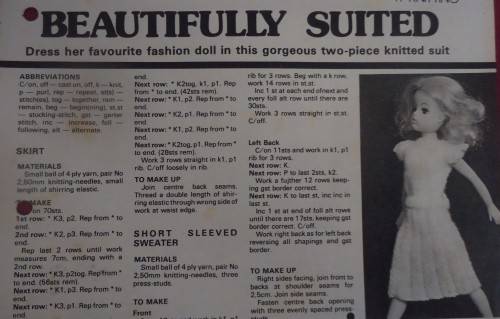 BEAUTIFULLY SUITED
Dress her favourite fashion doll in this gorgeous two-piece knitted suit
ABBREVIATIONS
C/on, off — cast on, off, k — knit,
p — purl, rep — repeat, st(s) —
stitch(es), tog — together, rem —
remain, beg — begin(ning), st.st
— stocking-stitch, gst — garter
stitch, inc — increase, foll —
following, alt — alternate.
SKIRT
MATERIALS
Small ball of 4 ply yarn, pair No
2,50mm knitting-needles, small
length of shirring elastic.
TO MAKE
C/on 70sts.
1st row: * K3, p2. Rep from * to
end.
2nd row: * K2, p3. Rep from * to
end.
Rep last 2 rows until work
measures 7cm, ending with a
2nd row.
Next row: * K3, p2tog. Rep from *
to end. (56sts rem).
Next row: * K1, p3. Rep from * to
end.
Next row: * K3, p1. Rep from * to
end.
Next row: * K2tog, k1, p1. Rep
from * to end. (42sts rem).
Next row: * K1, p2. Rep from * to
end.
Next row: * K2, p1. Rep from * to
end.
Next row: * K1, p2. Rep from * to
end.
Next row: * K2tog, p1. Rep from *
to end. (28sts rem).
Work 3 rows straight in k1, p1
rib. C/off loosely in rib.
TO MAKE UP
Join centre back seams.
Thread a double length of shir-
ring elastic through wrong side of
work at waist edge.
SHORT SLEEVED
SWEATER
MATERIALS
Small ball of 4 ply yarn, pair No
2,50mm knitting-needles, three
press-studs.
TO MAKE
Front
rib for 3 rows. Beg with a k row,
work 14 rows in st.st.
Inc 1 st at each end of next and
every foll alt row until there are
30sts.
Work 3 rows straight in st.st.
C/off.
Left Back
C/on 11sts and work in k1, p1
rib for 3 rows.
Next row: K.
Next row: P to last 2sts, k2.
Work a further 12 rows keep-
ing gst border correct.
Next row: K to last st, inc inc in
last st.
Inc 1 st at end of foll alt rows
until there are 17sts, keeping gst
border correct. C/off.
Work right back as for left back
reversing all shapings and gst
border.
TO MAKE UP
Right sides facing, join front to
backs at shoulder seams for
2,5cm. Join side seams.
Fasten centre back opening
with three evenly spaced press-